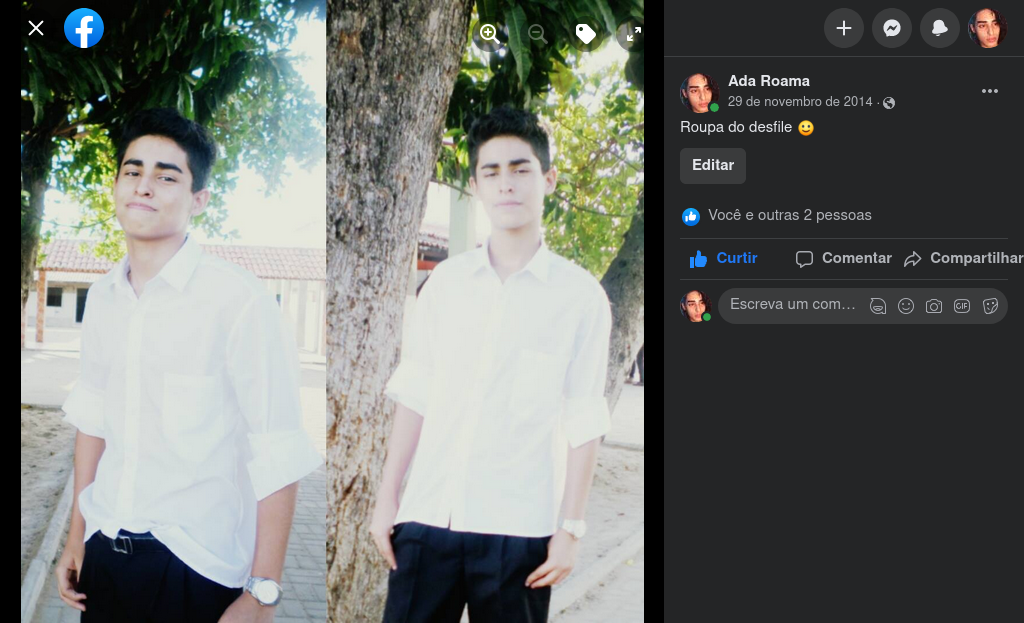 Ada Roama
29 de novembro de 2014 ·
Roupa do desfile
Editar
Você e outras 2 pessoas
Curtir
Comentar
Compartilhar
Escreva um com...
GIF